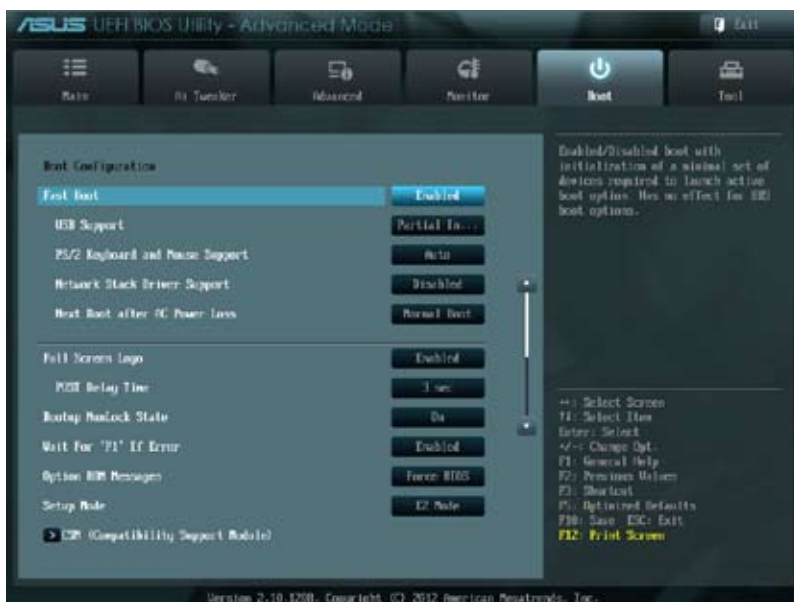 ASUS UEFI BIOS Utility - Advanced Mode
Exit
Main
Ai Tweaker
Advanced
Monitor
Boot
Tool
Boot Configuration
Fast Boot Enabled
USB Support Partial In...
PS/2 Keyboard and Mouse Support Auto
Network Stack Driver Support Disabled
Next Boot after AC Power Loss Normal Boot
Full Screen Logo Enabled
POST Delay Time 3 sec
Bootup NumLock State On
Wait For 'F1' If Error Enabled
Option ROM Messages Force BIOS
Setup Mode EZ Mode
> CSM (Compatibility Support Module)
Enabled/Disabled boot with
initialization of a minimal set of
devices required to launch active
boot option. Has no effect for BBS
boot options.
→←: Select Screen
↑↓: Select Item
Enter: Select
+/-: Change Opt.
F1: General Help
F2: Previous Values
F3: Shortcut
F5: Optimized Defaults
F10: Save ESC: Exit
F12: Print Screen
Version 2.10.1208. Copyright (C) 2012 American Megatrends, Inc.